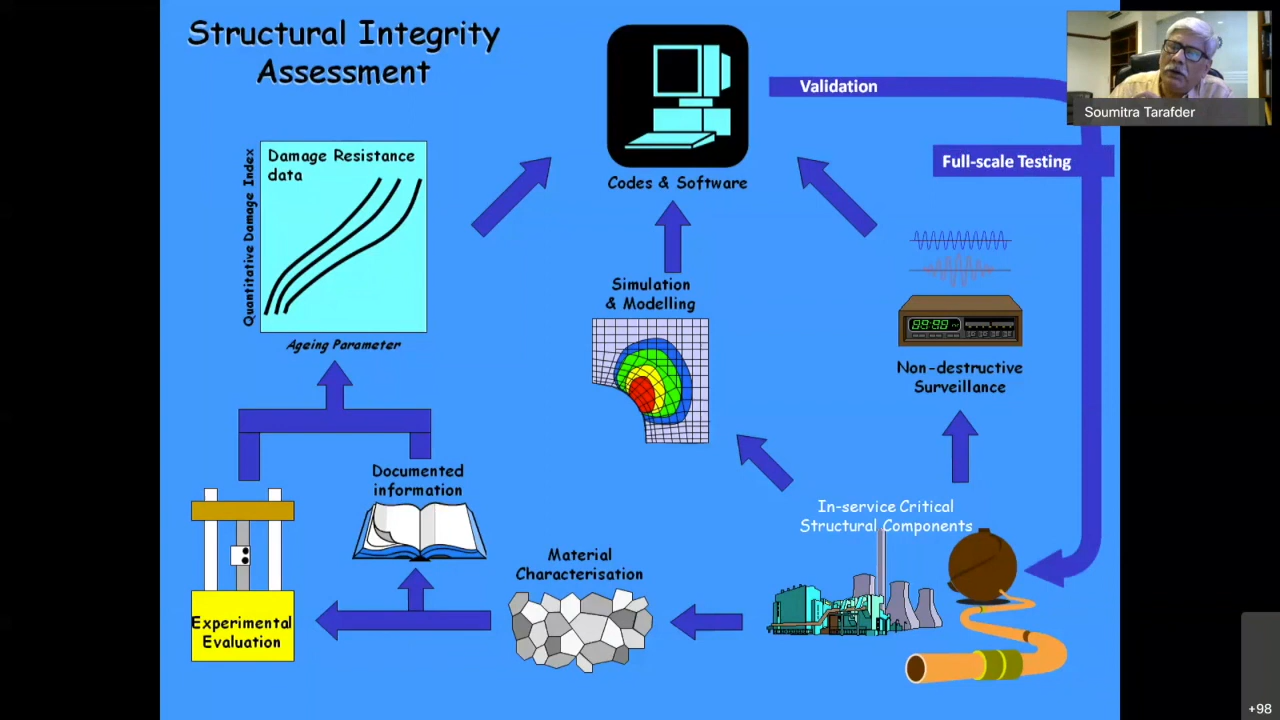 Structural Integrity
Assessment
Validation
Soumitra Tarafder
Full-scale Testing
Codes & Software
Damage Resistance
data
Quantitative Damage Index
Ageing Parameter
Simulation
& Modelling
Non-destructive
Surveillance
Documented
information
In-service Critical
Structural Components
Material
Characterisation
Experimental
Evaluation
+98